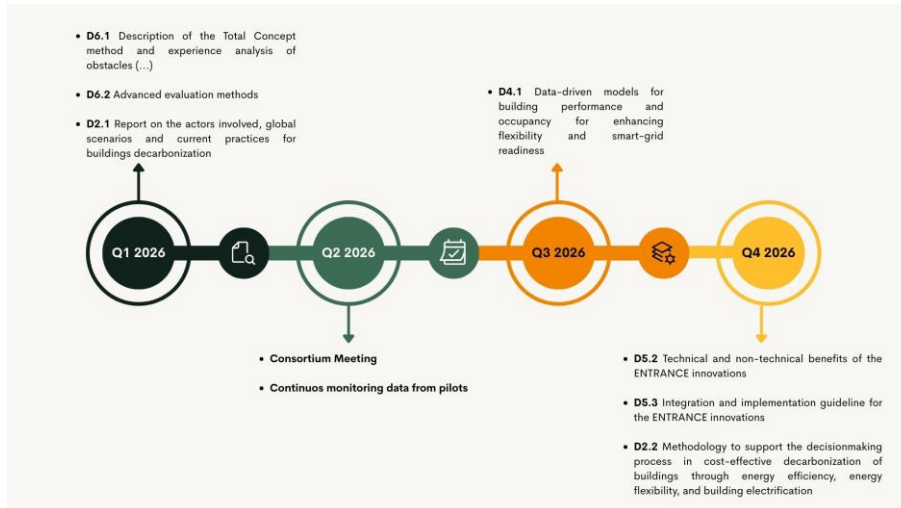 • D6.1 Description of the Total Concept
method and experience analysis of
obstacles (...)
• D6.2 Advanced evaluation methods
• D2.1 Report on the actors involved, global
scenarios and current practices for
buildings decarbonization
• D4.1 Data-driven models for
building performance and
occupancy for enhancing
flexibility and smart-grid
readiness
Q1 2026
Q2 2026
Q3 2026
Q4 2026
• Consortium Meeting
• Continuos monitoring data from pilots
• D5.2 Technical and non-technical benefits of the
ENTRANCE innovations
• D5.3 Integration and implementation guideline for
the ENTRANCE innovations
• D2.2 Methodology to support the decisionmaking
process in cost-effective decarbonization of
buildings through energy efficiency, energy
flexibility, and building electrification